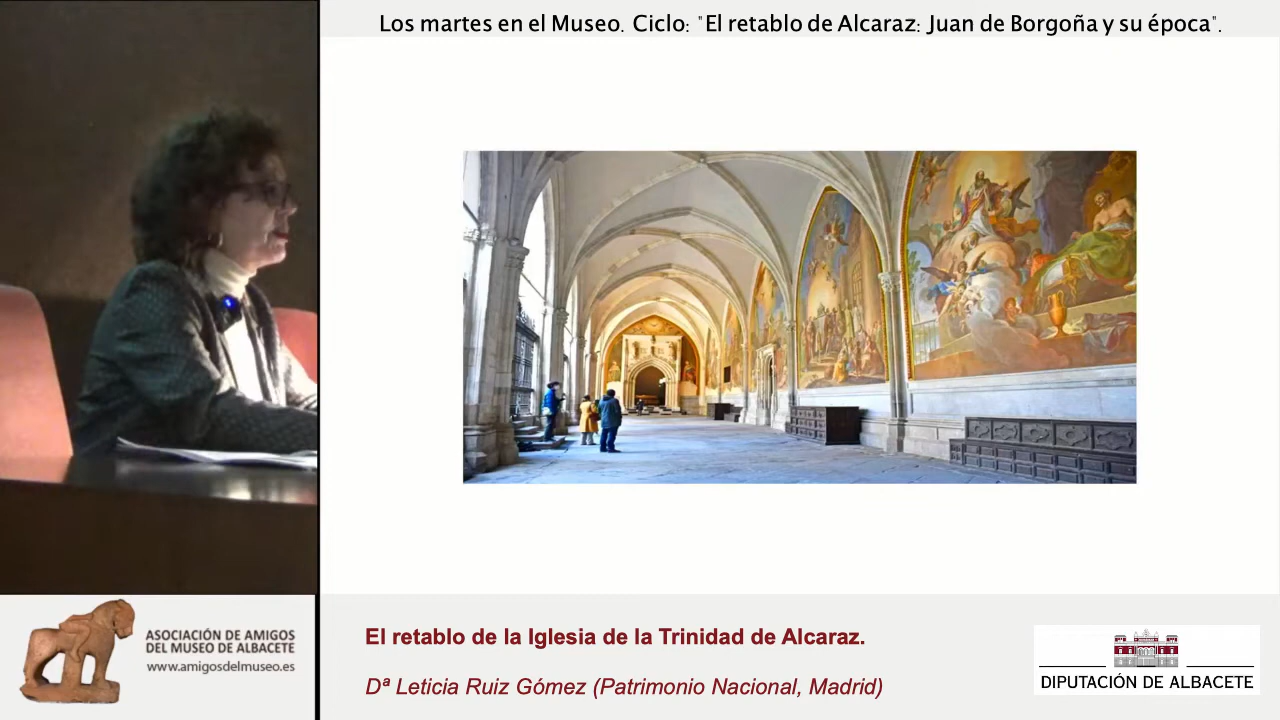 Los martes en el Museo. Ciclo: "El retablo de Alcaraz: Juan de Borgoña y su época".
ASOCIACIÓN DE AMIGOS
DEL MUSEO DE ALBACETE
www.amigosdelmuseo.es
El retablo de la Iglesia de la Trinidad de Alcaraz.
Dª Leticia Ruiz Gómez (Patrimonio Nacional, Madrid)
DIPUTACIÓN DE ALBACETE